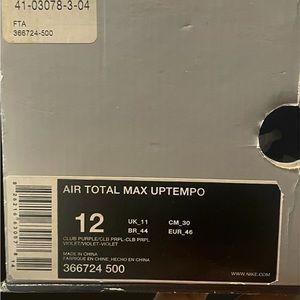 41-03078-3-04
FTA
366724-500
AIR TOTAL MAX UPTEMPO
12
UK_11 CM_30
BR_44 EUR_46
CLUB PURPLE/CLB PRPL-CLB PRPL
VIOLET/VIOLET-VIOLET
MADE IN CHINA
FABRIQUE EN CHINE, HECHO EN CHINA
366724 500
WWW.NIKE.COM